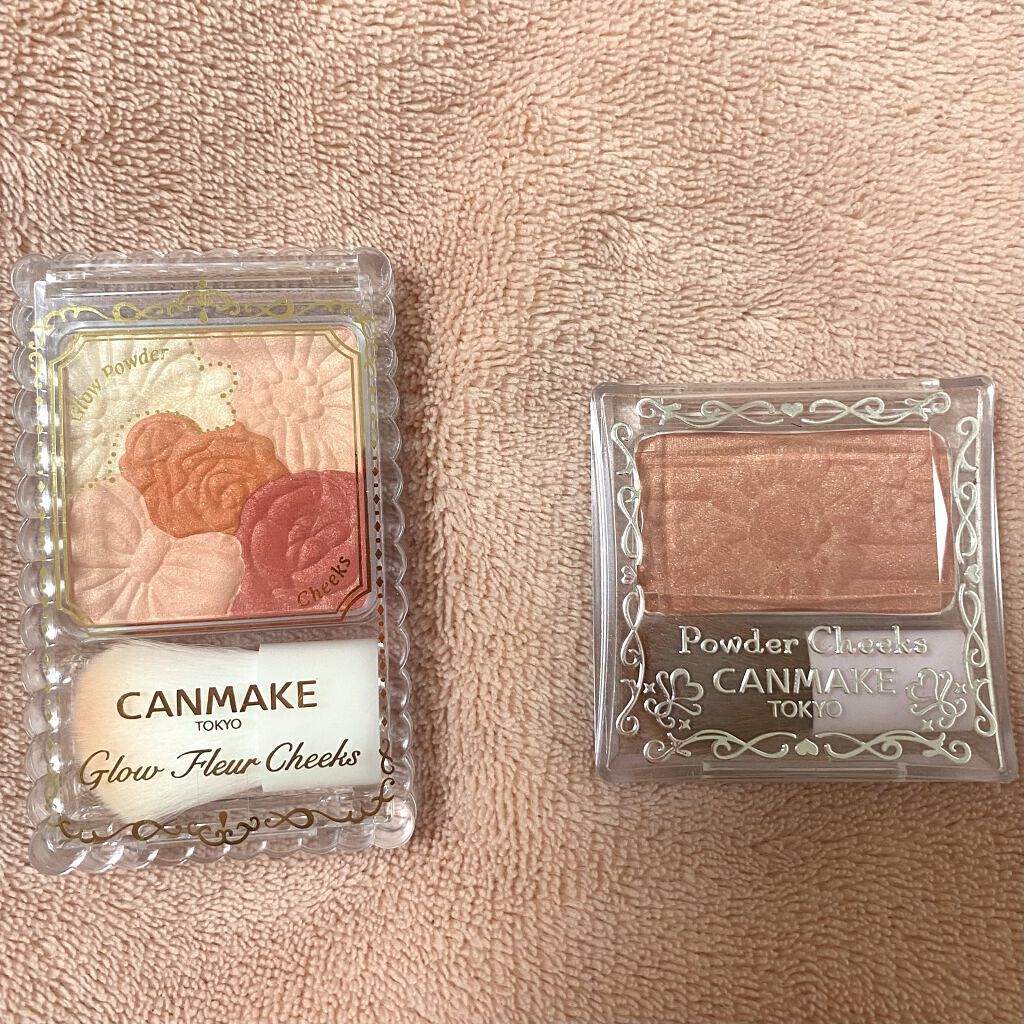 Glow Powder
Cheeks
CANMAKE
TOKYO
Glow Fleur Cheeks
Powder Cheeks
CANMAKE
TOKYO